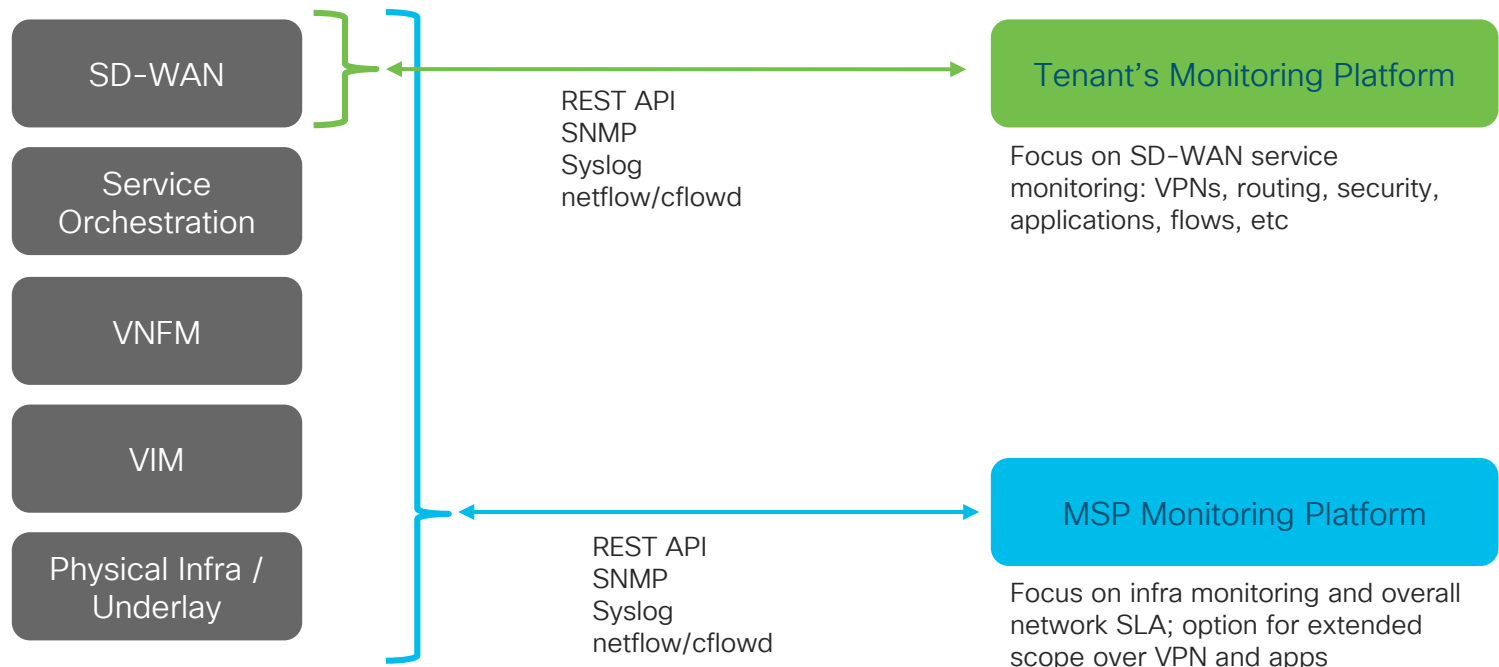 SD-WAN
Service
Orchestration
VNFM
VIM
Physical Infra /
Underlay
REST API
SNMP
Syslog
netflow/cflowd
Tenant's Monitoring Platform
Focus on SD-WAN service
monitoring: VPNs, routing, security,
applications, flows, etc
REST API
SNMP
Syslog
netflow/cflowd
MSP Monitoring Platform
Focus on infra monitoring and overall
network SLA; option for extended
scope over VPN and apps